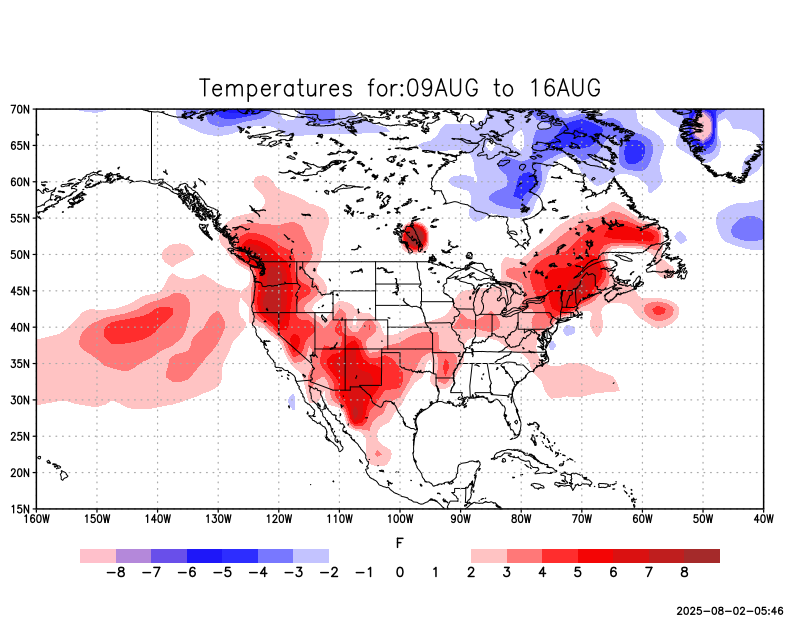 Temperatures for:09AUG to 16AUG
70N
65N
60N
55N
50N
45N
40N
35N
30N
25N
20N
15N
160W 150W 140W 130W 120W 110W 100W 90W 80W 70W 60W 50W 40W
F
−8 −7 −6 −5 −4 −3 −2 −1 0 1 2 3 4 5 6 7 8
2025-08-02-05:46